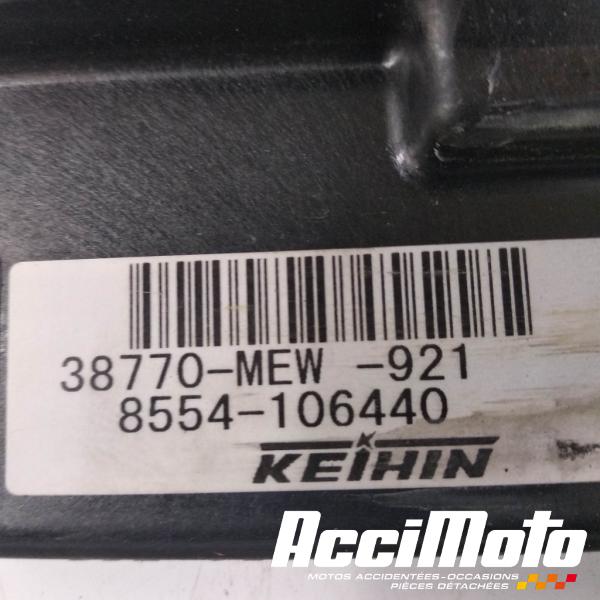 38770-MEW -921
8554-106440
KEIHIN
AcciMoto
MOTOS ACCIDENTÉES-OCCASIONS
PIÈCES DÉTACHÉES